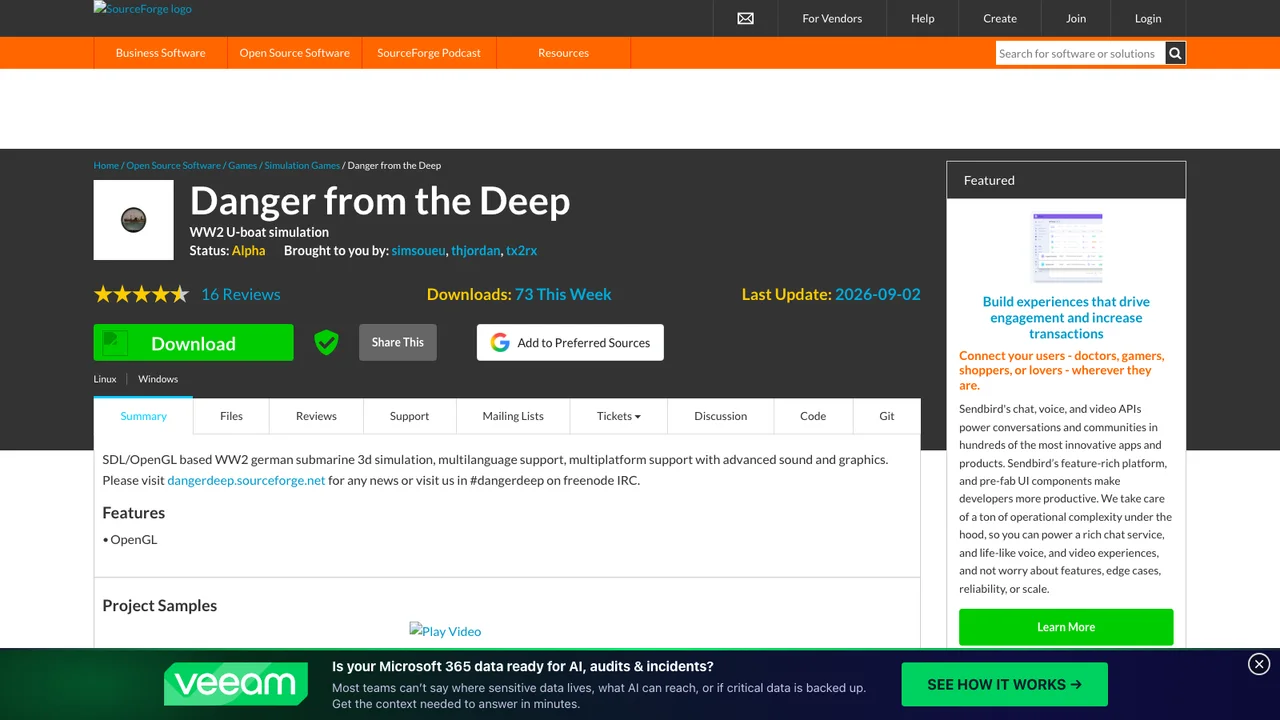 SourceForge logo
For Vendors
Help
Create
Join
Login
Business Software
Open Source Software
SourceForge Podcast
Resources
Search for software or solutions
Home / Open Source Software / Games / Simulation Games / Danger from the Deep
Danger from the Deep
WW2 U-boat simulation
Status: Alpha
Brought to you by: simsoueu, thjordan, tx2rx
16 Reviews
Downloads: 73 This Week
Last Update: 2026-09-02
Download
Share This
Add to Preferred Sources
Linux
Windows
Summary
Files
Reviews
Support
Mailing Lists
Tickets
Discussion
Code
Git
SDL/OpenGL based WW2 german submarine 3d simulation, multilanguage support, multiplatform support with advanced sound and graphics.
Please visit dangerdeep.sourceforge.net for any news or visit us in #dangerdeep on freenode IRC.
Features
• OpenGL
Project Samples
Play Video
Featured
Build experiences that drive
engagement and increase
transactions
Connect your users - doctors, gamers,
shoppers, or lovers - wherever they
are.
Sendbird's chat, voice, and video APIs
power conversations and communities in
hundreds of the most innovative apps and
products. Sendbird’s feature-rich platform,
and pre-fab UI components make
developers more productive. We take care
of a ton of operational complexity under the
hood, so you can power a rich chat service,
and life-like voice, and video experiences,
and not worry about features, edge cases,
reliability, or scale.
Learn More
veeam
Is your Microsoft 365 data ready for AI, audits & incidents?
Most teams can’t say where sensitive data lives, what AI can reach, or if critical data is backed up.
Get the context needed to answer in minutes.
SEE HOW IT WORKS →